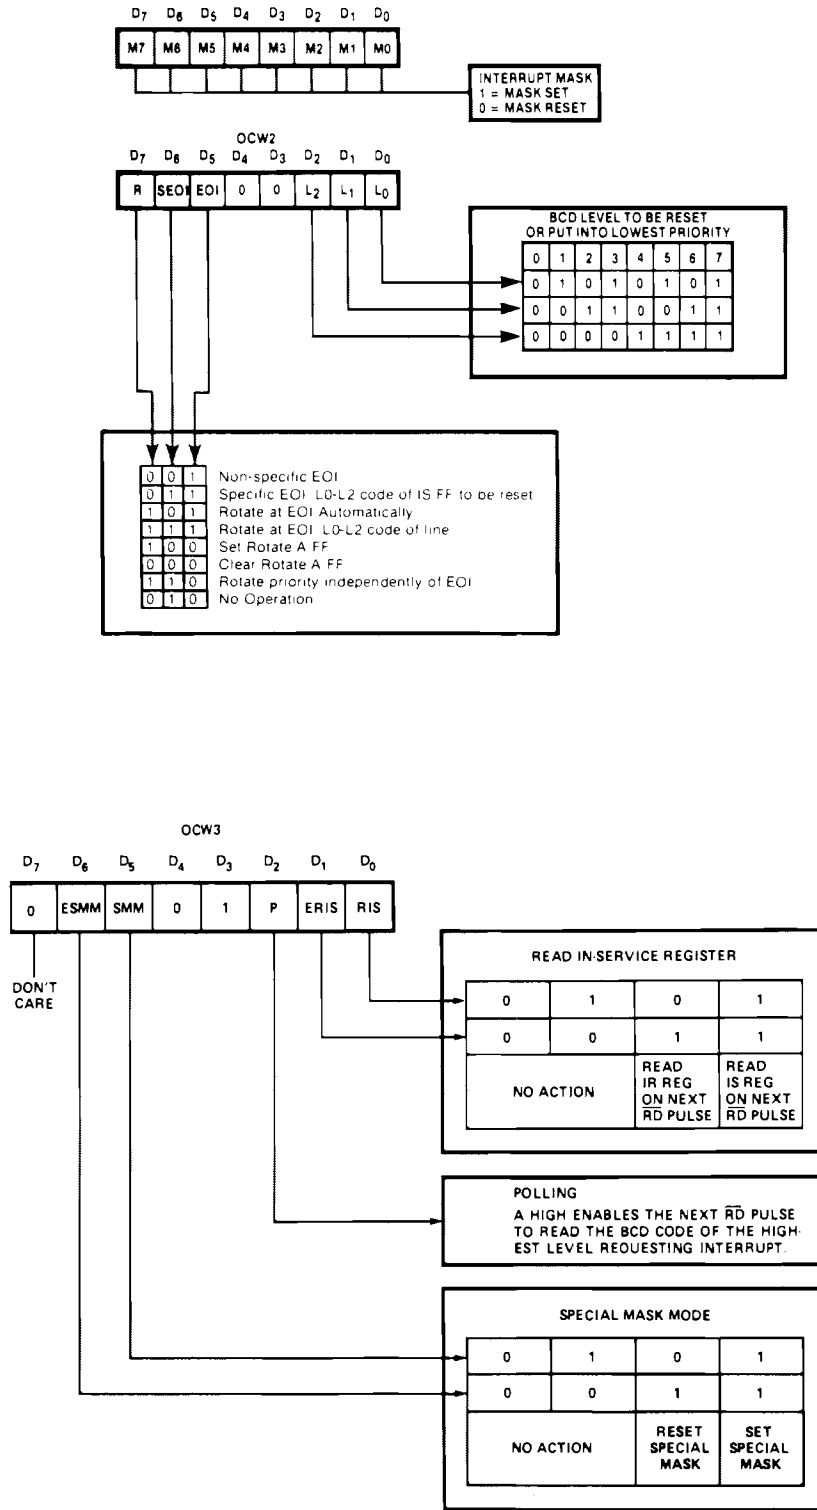 D7 D6 D5 D4 D3 D2 D1 D0
M7 M6 M5 M4 M3 M2 M1 M0
INTERRUPT MASK
1 = MASK SET
0 = MASK RESET
OCW2
D7 D6 D5 D4 D3 D2 D1 D0
R SEOI EOI 0 0 L2 L1 L0
BCD LEVEL TO BE RESET
OR PUT INTO LOWEST PRIORITY
0 1 2 3 4 5 6 7
0 1 0 1 0 1 0 1
0 0 1 1 0 0 1 1
0 0 0 0 1 1 1 1
0 0 1 Non-specific EOI
0 1 1 Specific EOI L0-L2 code of IS FF to be reset
1 0 1 Rotate at EOI Automatically
1 1 1 Rotate at EOI L0-L2 code of line
1 0 0 Set Rotate A FF
0 0 0 Clear Rotate A FF
1 1 0 Rotate priority independently of EOI
0 1 0 No Operation
OCW3
D7 D6 D5 D4 D3 D2 D1 D0
0 ESMM SMM 0 1 P ERIS RIS
DON'T
CARE
READ IN-SERVICE REGISTER
0 1 0 1
0 0 1 1
NO ACTION
READ
IR REG
ON NEXT
R̅D̅ PULSE
READ
IS REG
ON NEXT
R̅D̅ PULSE
POLLING
A HIGH ENABLES THE NEXT R̅D̅ PULSE
TO READ THE BCD CODE OF THE HIGH-
EST LEVEL REQUESTING INTERRUPT.
SPECIAL MASK MODE
0 1 0 1
0 0 1 1
NO ACTION
RESET
SPECIAL
MASK
SET
SPECIAL
MASK